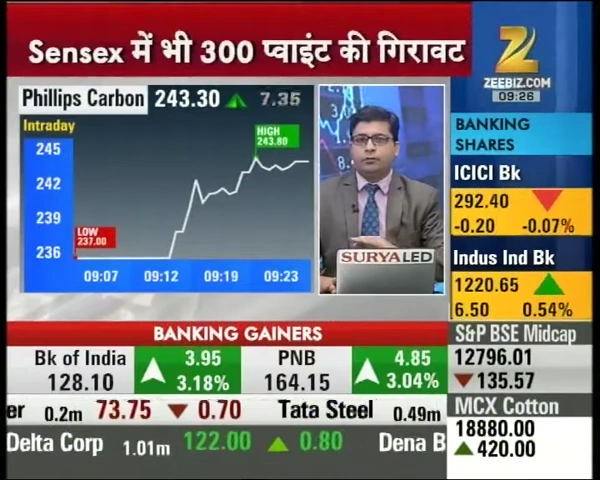 Sensex में भी 300 प्वाइंट की गिरावट
ZEEBIZ.COM
09:26
Phillips Carbon 243.30 7.35
Intraday
245
242
239
236
HIGH
243.80
LOW
237.00
09:07 09:12 09:19 09:23
SURYA LED
BANKING
SHARES
ICICI Bk
292.40
-0.20 -0.07%
Indus Ind Bk
1220.65
6.50 0.54%
BANKING GAINERS
Bk of India 3.95 PNB 4.85
128.10 3.18% 164.15 3.04%
S&P BSE Midcap
12796.01
135.57
er 0.2m 73.75 0.70 Tata Steel 0.49m
MCX Cotton
18880.00
420.00
Delta Corp 1.01m 122.00 0.80 Dena B